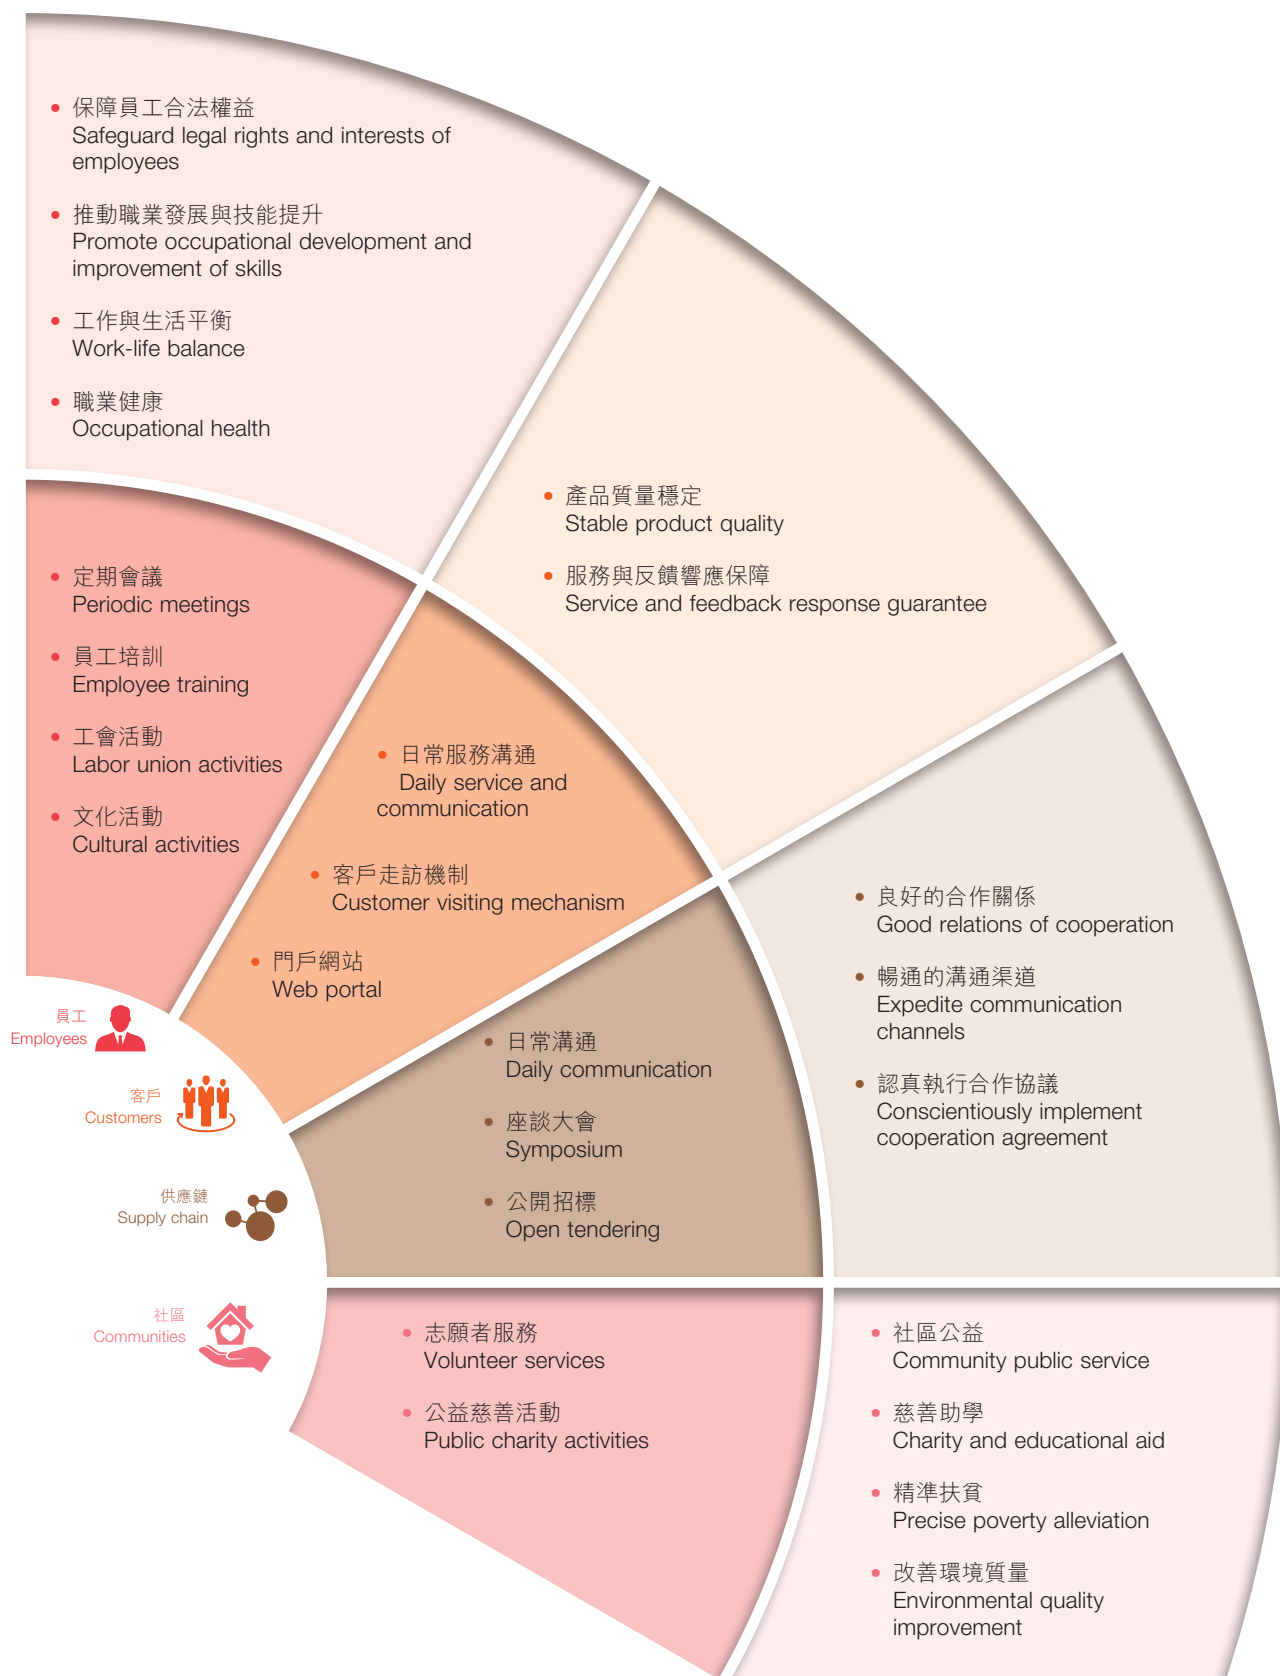 保障員工合法權益
Safeguard legal rights and interests of
employees
推動職業發展與技能提升
Promote occupational development and
improvement of skills
工作與生活平衡
Work-life balance
職業健康
Occupational health
產品質量穩定
Stable product quality
服務與反饋響應保障
Service and feedback response guarantee
定期會議
Periodic meetings
員工培訓
Employee training
工會活動
Labor union activities
文化活動
Cultural activities
日常服務溝通
Daily service and
communication
客戶走訪機制
Customer visiting mechanism
門戶網站
Web portal
良好的合作關係
Good relations of cooperation
暢通的溝通渠道
Expedite communication
channels
認真執行合作協議
Conscientiously implement
cooperation agreement
日常溝通
Daily communication
座談大會
Symposium
公開招標
Open tendering
員工
Employees
客戶
Customers
供應鏈
Supply chain
社區
Communities
志願者服務
Volunteer services
公益慈善活動
Public charity activities
社區公益
Community public service
慈善助學
Charity and educational aid
精準扶貧
Precise poverty alleviation
改善環境質量
Environmental quality
improvement